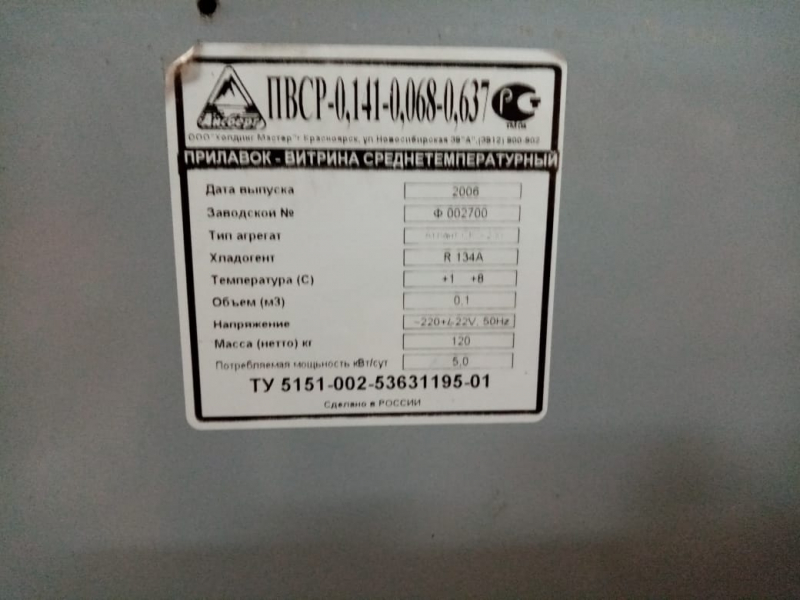 Айсберг
ПВСР-0,141-0,068-0,637
ООО "Холдинг Мастер" г.Красноярск, ул.Новосибирская 39"А",(3912) 900-902
ПРИЛАВОК - ВИТРИНА СРЕДНЕТЕМПЕРАТУРНЫЙ
Дата выпуска 2006
Заводской № Ф 002700
Тип агрегат
Хладогент R 134A
Температура (С) +1 +8
Объем (м3) 0,1
Напряжение ~220+/-22V, 50Hz
Масса (нетто) кг 120
Потребляемая мощьность кВт/сут 5,0
ТУ 5151-002-53631195-01
Сделано в РОССИИ